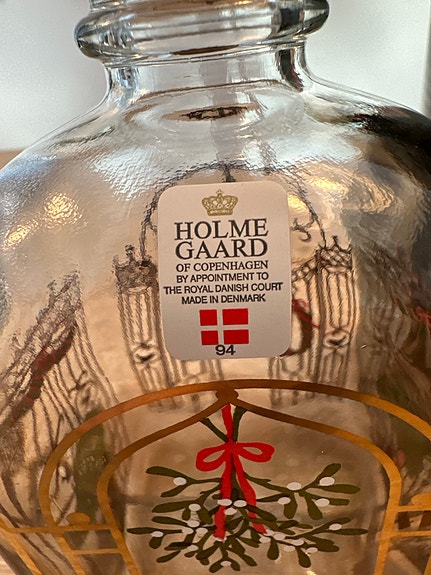 HOLME
GAARD
OF COPENHAGEN
BY APPOINTMENT TO
THE ROYAL DANISH COURT
MADE IN DENMARK
94